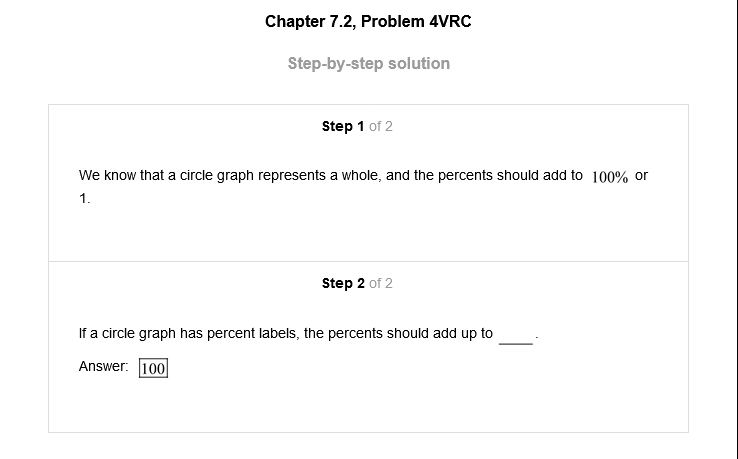 Chapter 7.2, Problem 4VRC
Step-by-step solution
Step 1 of 2
We know that a circle graph represents a whole, and the percents should add to 100% or
1.
Step 2 of 2
If a circle graph has percent labels, the percents should add up to ____.
Answer: 100